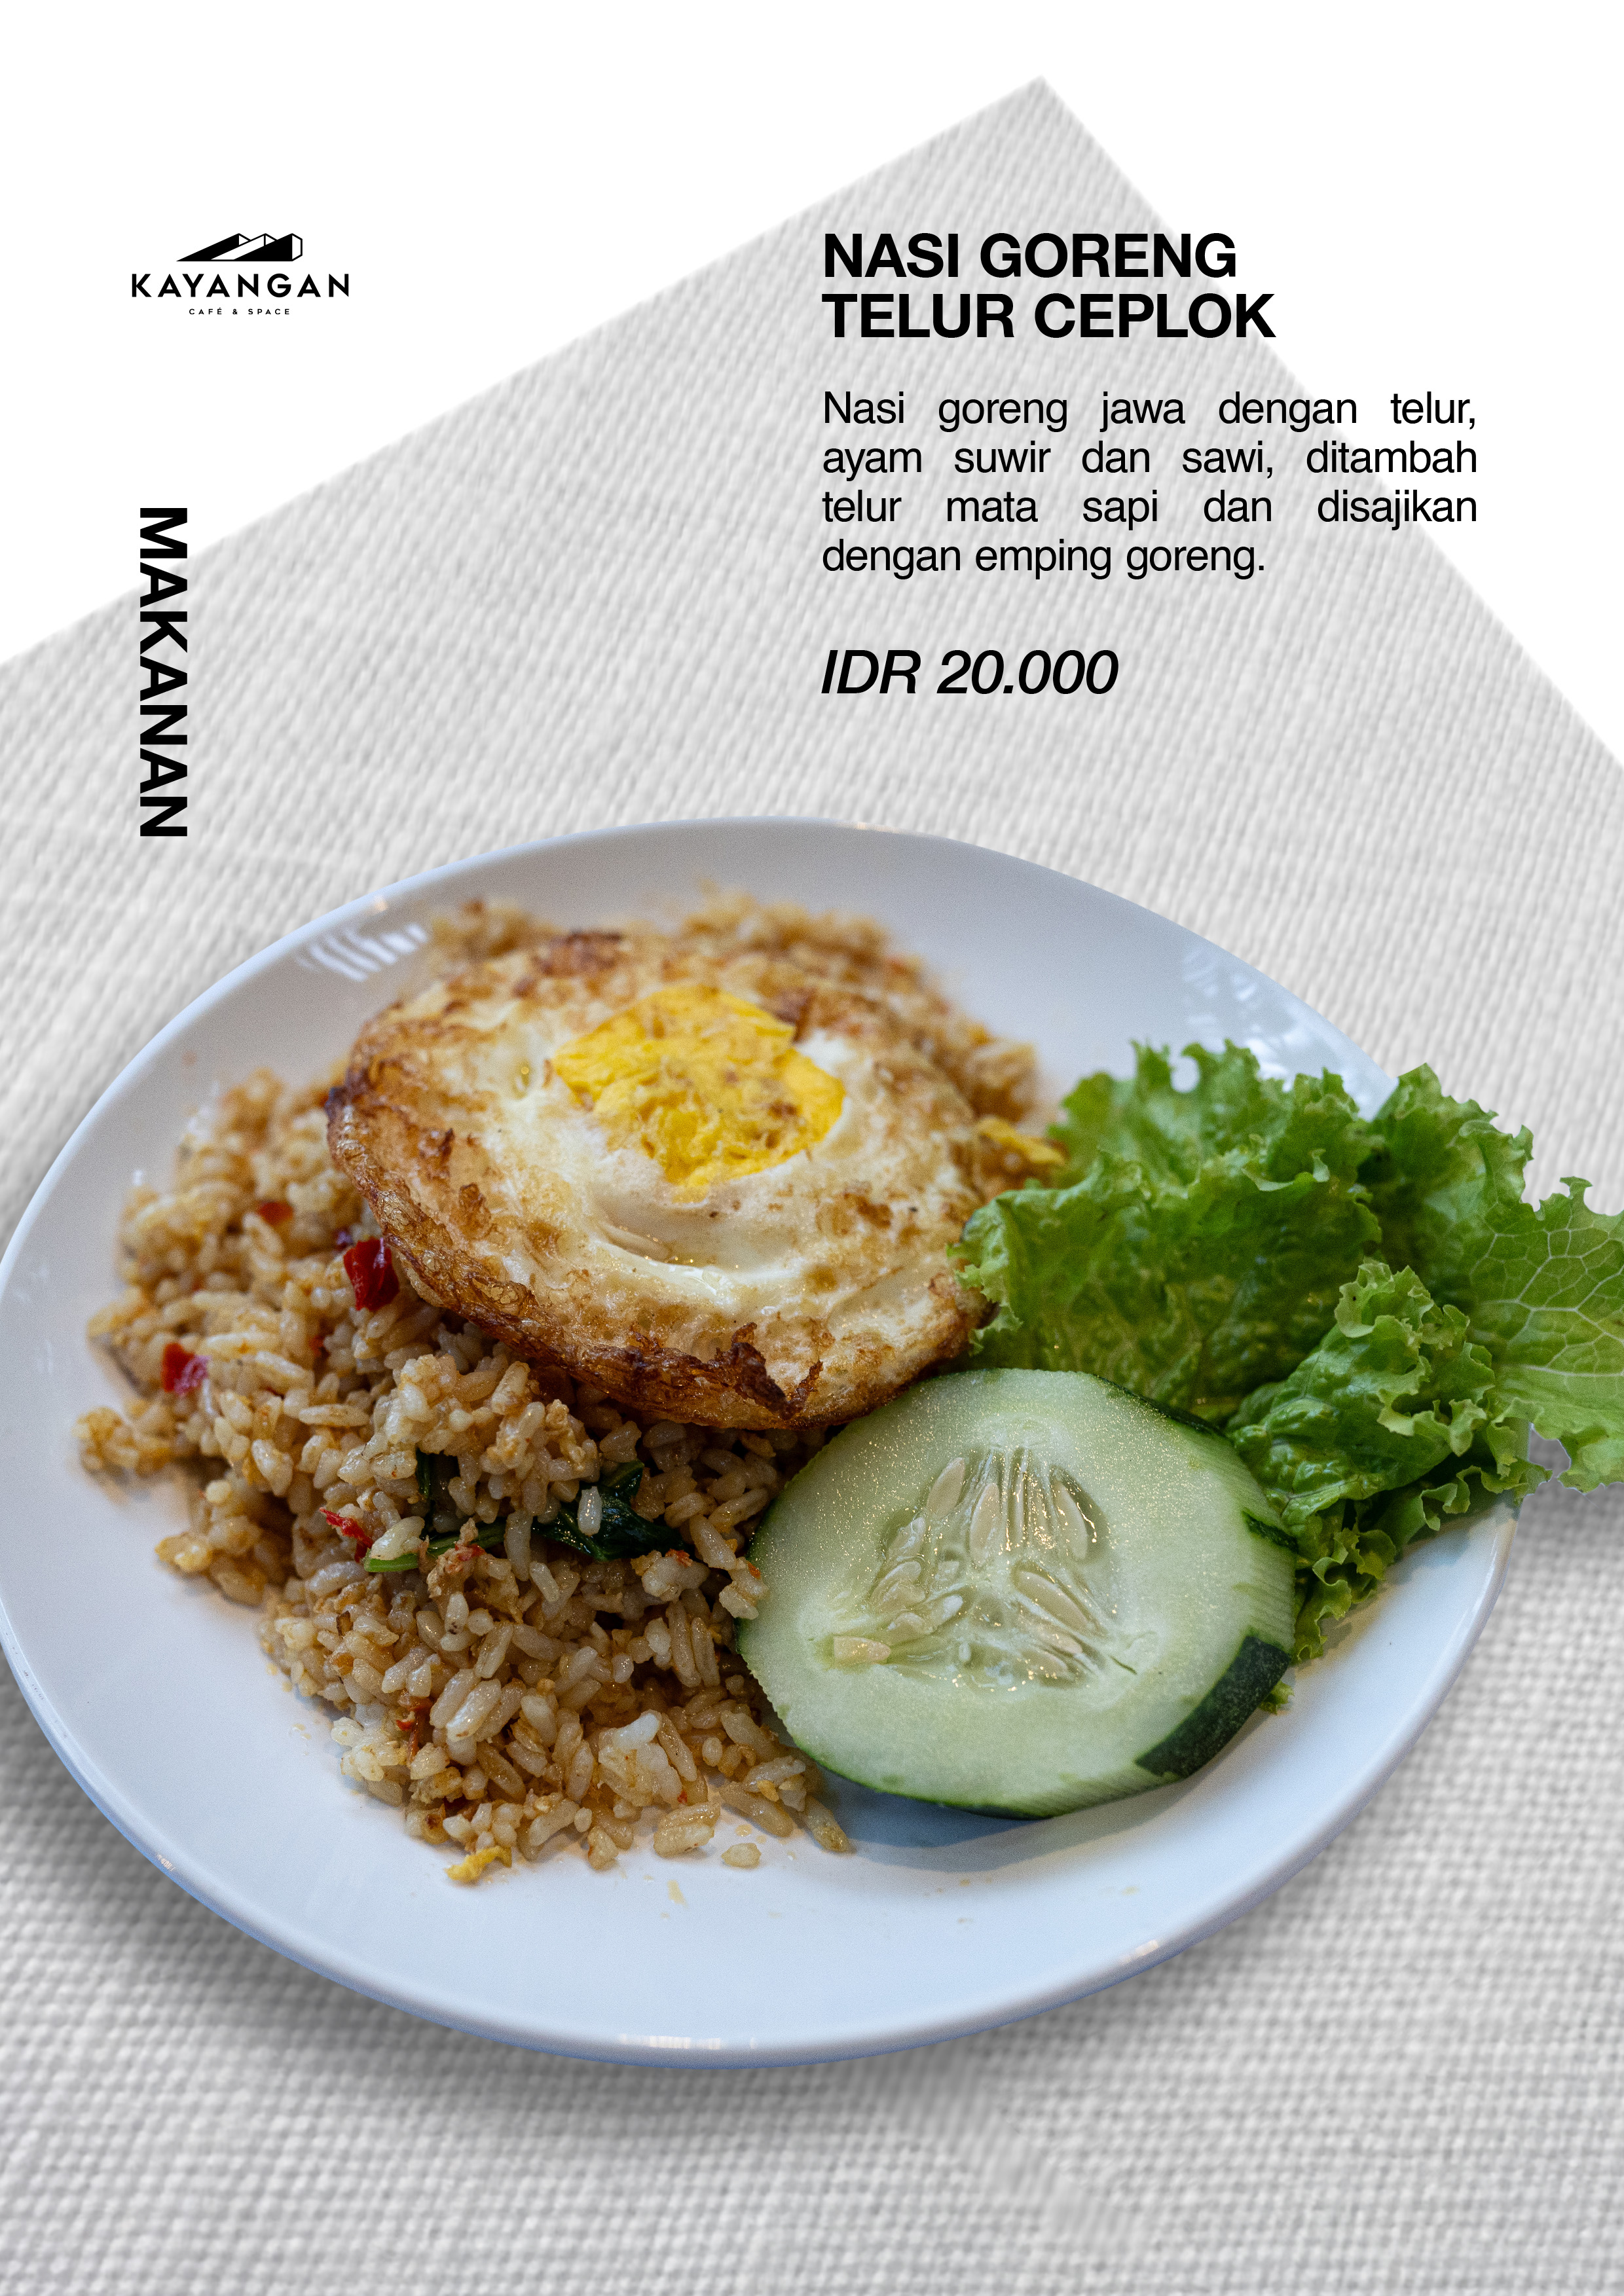 KAYANGAN
CAFÉ & SPACE
NASI GORENG
TELUR CEPLOK
Nasi goreng jawa dengan telur,
ayam suwir dan sawi, ditambah
telur mata sapi dan disajikan
dengan emping goreng.
IDR 20.000
MAKANAN